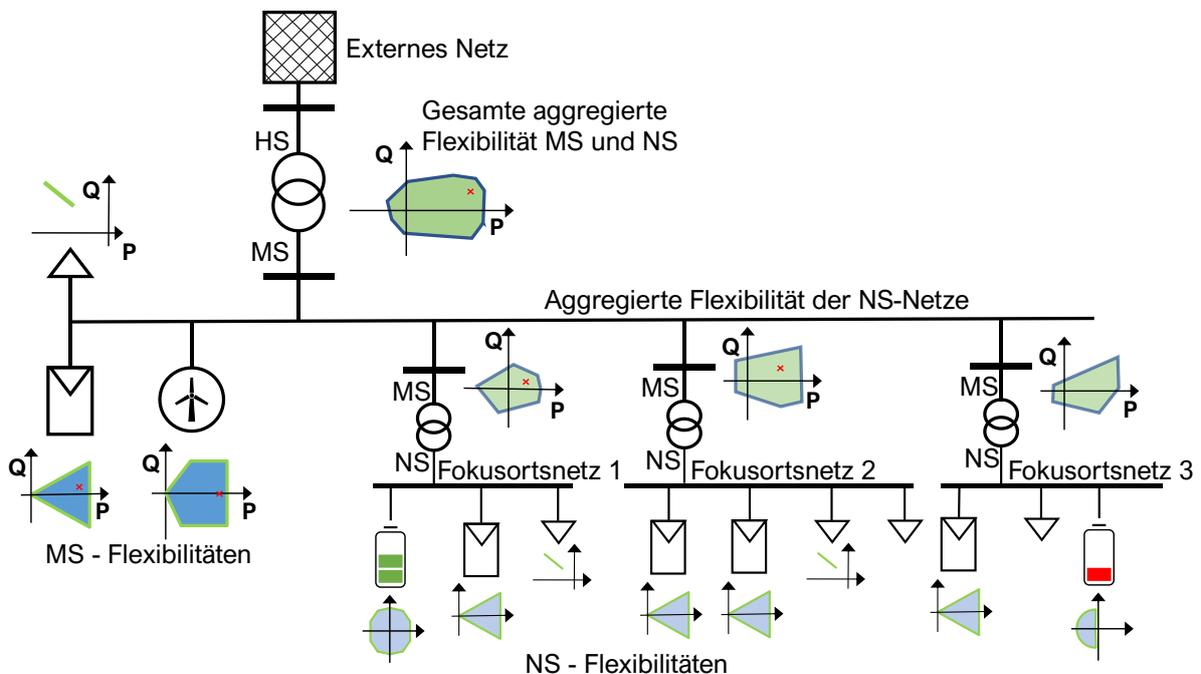 Externes Netz
Gesamte aggregierte
Flexibilität MS und NS
HS
Q
P
MS
Q
P
Aggregierte Flexibilität der NS-Netze
Q
P
MS
NS
Fokusortsnetz 1
Q
P
MS
NS
Fokusortsnetz 2
Q
P
MS
NS
Fokusortsnetz 3
Q
P
Q
P
MS - Flexibilitäten
NS - Flexibilitäten